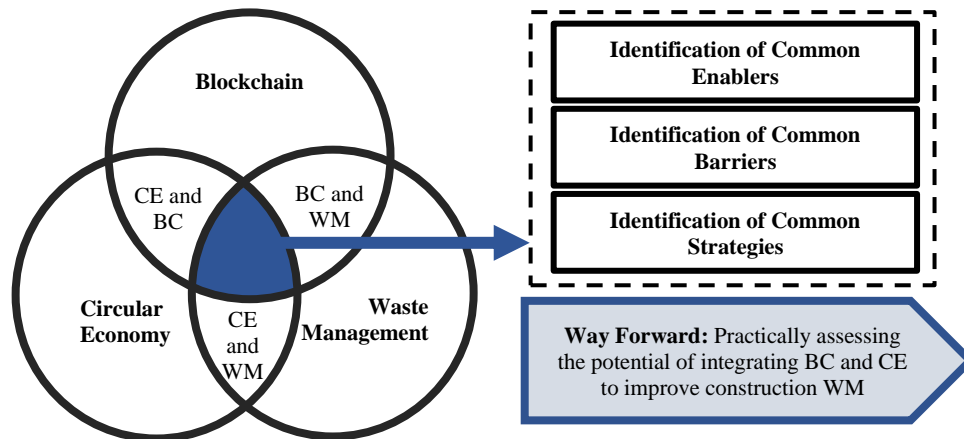 Blockchain
CE and
BC
BC and
WM
Circular
Economy
CE
and
WM
Waste
Management
Identification of Common
Enablers
Identification of Common
Barriers
Identification of Common
Strategies
Way Forward: Practically assessing
the potential of integrating BC and CE
to improve construction WM